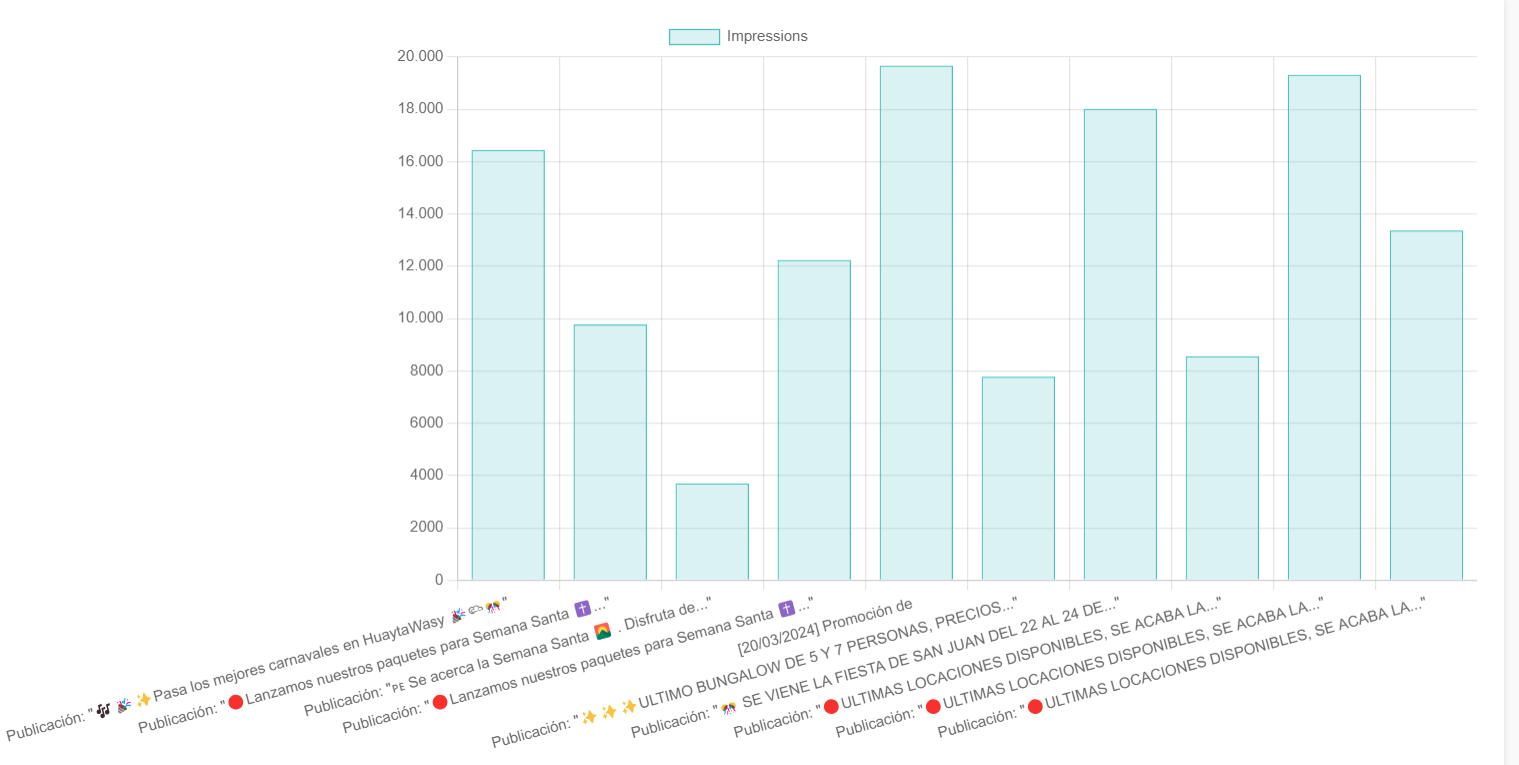 Impressions
20.000
18.000
16.000
14.000
12.000
10.000
8000
6000
4000
2000
0
Publicación: "🎶 🎉 ✨Pasa los mejores carnavales en HuaytaWasy 🎉🏷🎊"
Publicación: "🔴Lanzamos nuestros paquetes para Semana Santa ✝️..."
Publicación: "🇵🇪 Se acerca la Semana Santa 🌄 . Disfruta de..."
Publicación: "🔴Lanzamos nuestros paquetes para Semana Santa ✝️..."
[20/03/2024] Promoción de
Publicación: "✨ ✨ ✨ULTIMO BUNGALOW DE 5 Y 7 PERSONAS, PRECIOS..."
Publicación: "🎊 SE VIENE LA FIESTA DE SAN JUAN DEL 22 AL 24 DE..."
Publicación: "🔴ULTIMAS LOCACIONES DISPONIBLES, SE ACABA LA..."
Publicación: "🔴ULTIMAS LOCACIONES DISPONIBLES, SE ACABA LA..."
Publicación: "🔴ULTIMAS LOCACIONES DISPONIBLES, SE ACABA LA..."